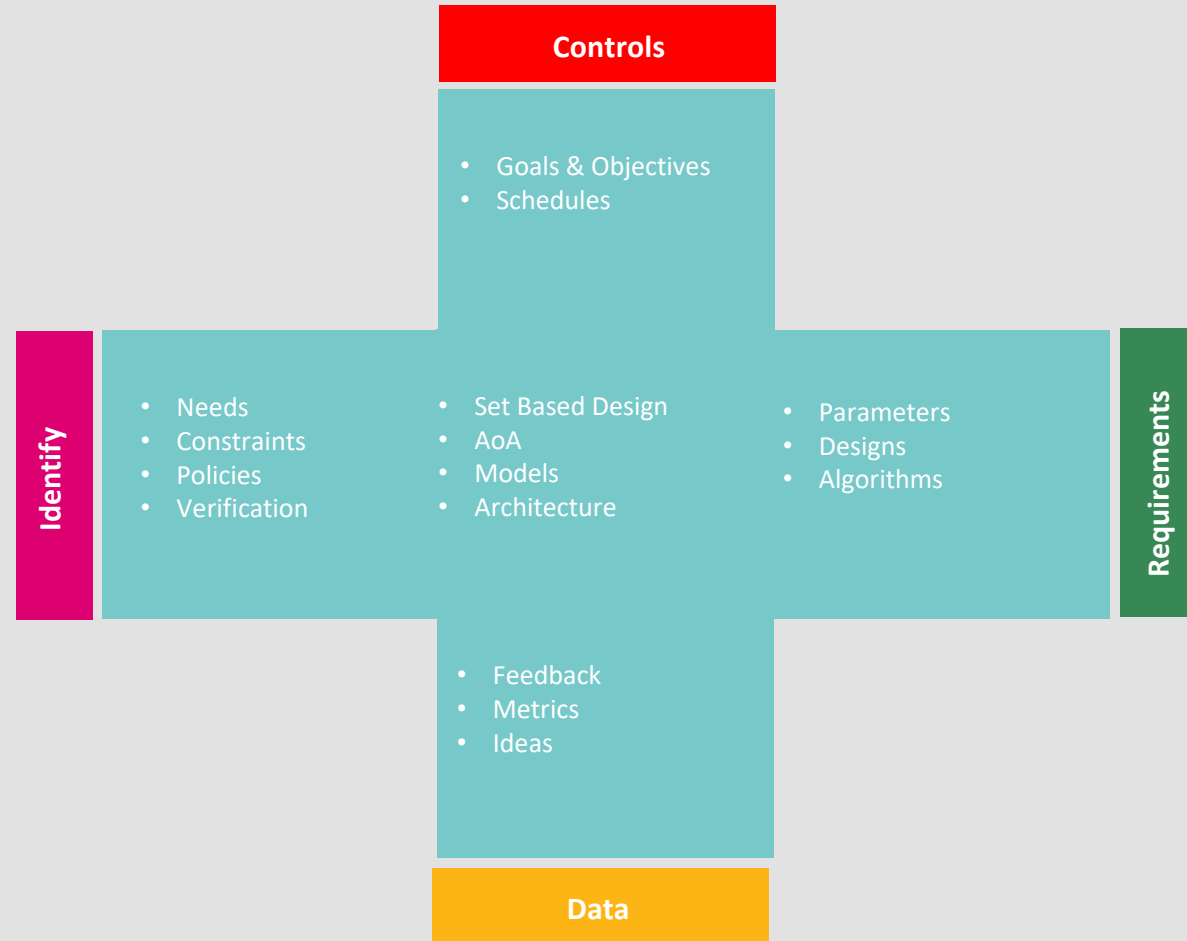 Controls
• Goals & Objectives
• Schedules
Identify
• Needs
• Constraints
• Policies
• Verification
• Set Based Design
• AoA
• Models
• Architecture
• Parameters
• Designs
• Algorithms
Requirements
• Feedback
• Metrics
• Ideas
Data